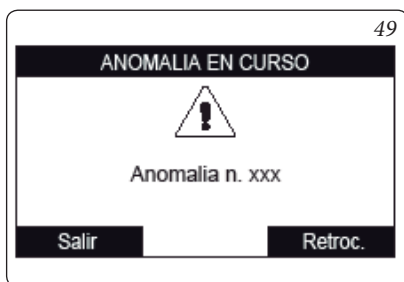 49
ANOMALIA EN CURSO
!
Anomalia n. xxx
Salir Retroc.